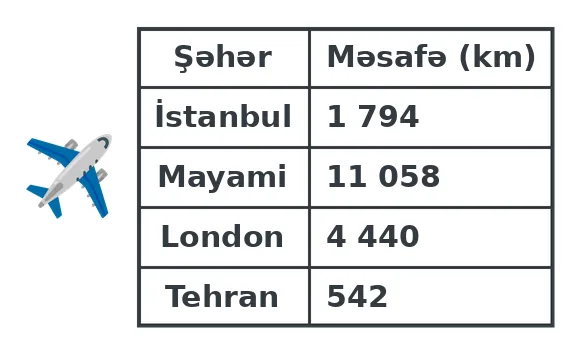 Şəhər Məsafə (km)
İstanbul 1 794
Mayami 11 058
London 4 440
Tehran 542